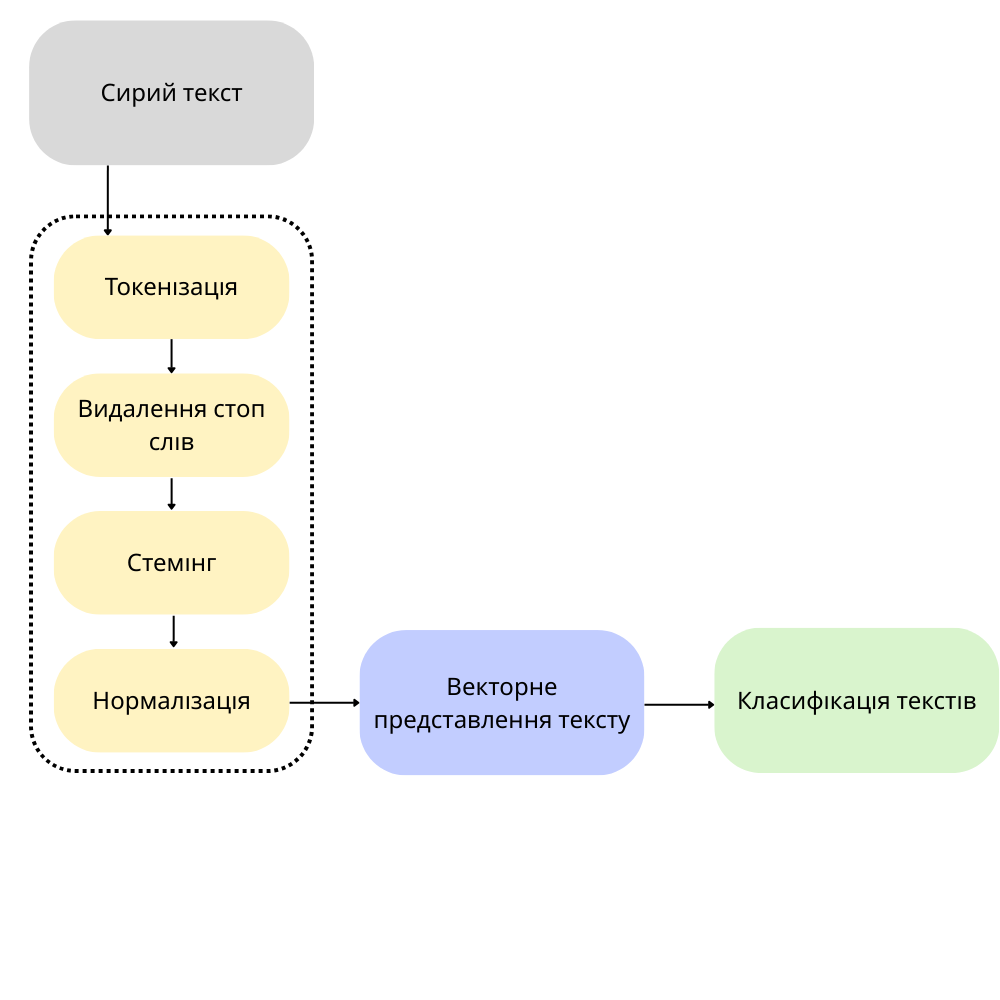 Сирий текст
Токенізація
Видалення стоп
слів
Стемінг
Нормалізація
Векторне
представлення тексту
Класифікація текстів